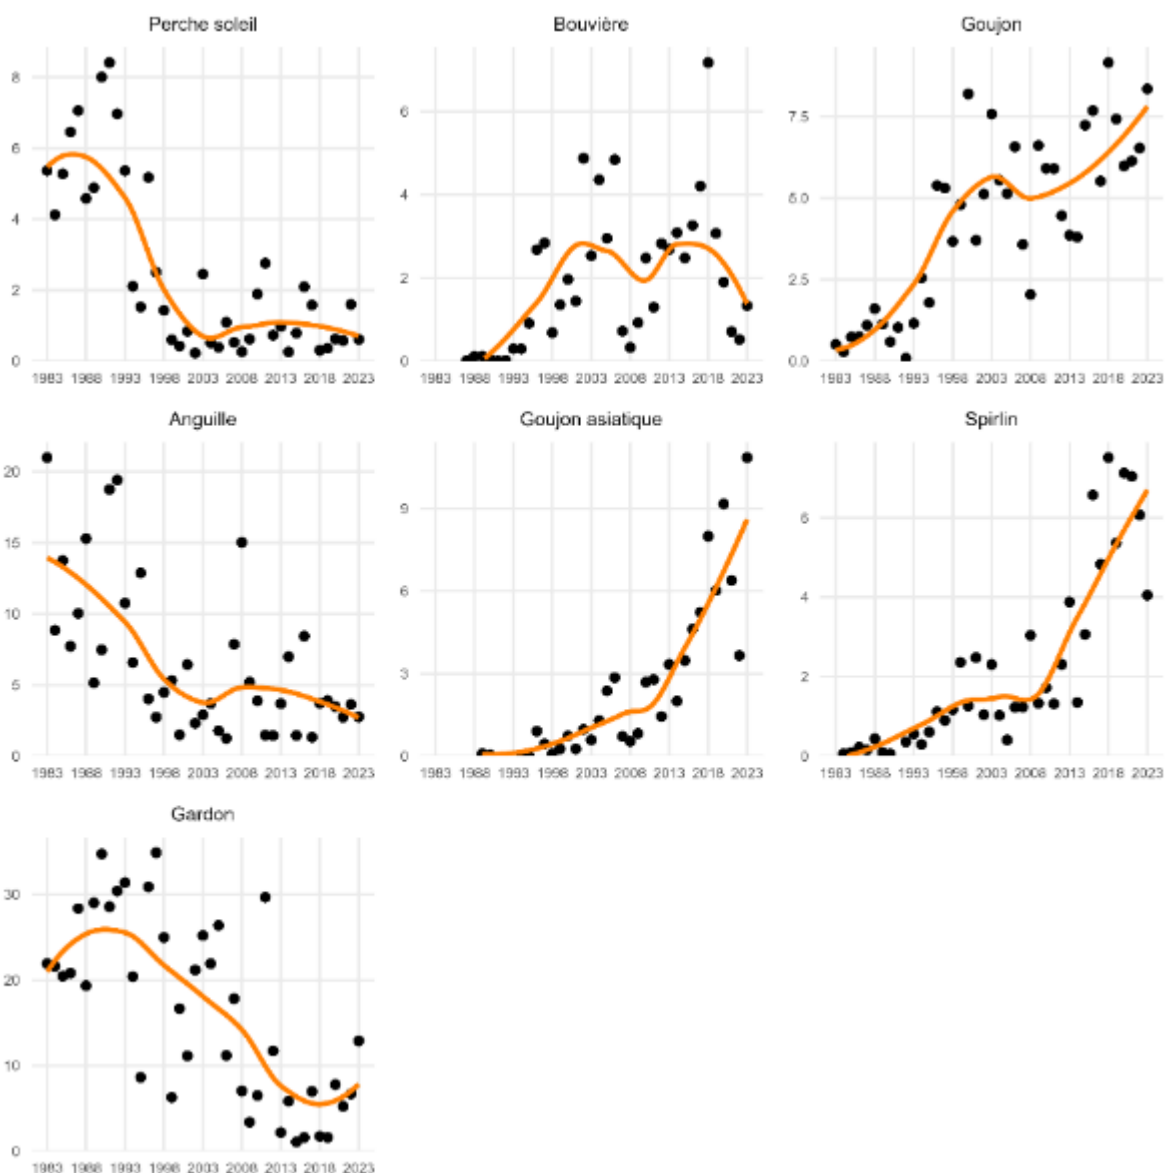 Perche soleil Bouvière Goujon
8 6 4 2 0
6 4 2 0
7.5 5.0 2.5 0.0
1983 1988 1993 1998 2003 2008 2013 2018 2023 1983 1988 1993 1998 2003 2008 2013 2018 2023 1983 1988 1993 1998 2003 2008 2013 2018 2023
Anguille Goujon asiatique Spirlin
20 15 10 5 0
9 6 3 0
6 4 2 0
1983 1988 1993 1998 2003 2008 2013 2018 2023 1983 1988 1993 1998 2003 2008 2013 2018 2023 1983 1988 1993 1998 2003 2008 2013 2018 2023
Gardon
30 20 10 0
1983 1988 1993 1998 2003 2008 2013 2018 2023